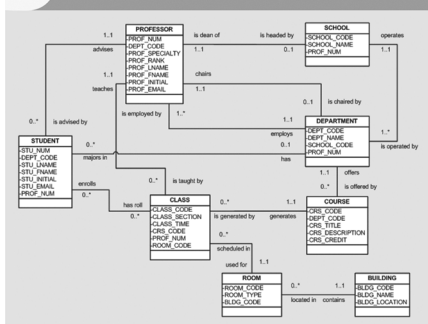 PROFESSOR
-PROF_NUM
-DEPT_CODE
-PROF_SPECIALTY
-PROF_RANK
-PROF_LNAME
-PROF_FNAME
-PROF_INITIAL
-PROF_EMAIL
SCHOOL
-SCHOOL_CODE
-SCHOOL_NAME
-PROF_NUM
1..1
is dean of
is headed by
operates
advises
1..1
0..1
1..1
1..1
chairs
teaches
1..1
0..1
is chaired by
is employed by
1..*
1..1
employs
DEPARTMENT
-DEPT_CODE
-DEPT_NAME
-SCHOOL_CODE
-PROF_NUM
1..*
is operated by
0..*
is advised by
STUDENT
-STU_NUM
-DEPT_CODE
-STU_LNAME
-STU_FNAME
-STU_INITIAL
-STU_EMAIL
-PROF_NUM
0..*
majors in
0..1
has
1..1
offers
0..*
is offered by
enrolls
0..*
has roll
0..*
0..*
is taught by
CLASS
-CLASS_CODE
-CLASS_SECTION
-CLASS_TIME
-CRS_CODE
-PROF_NUM
-ROOM_CODE
0..*
is generated by
1..1
generates
COURSE
-CRS_CODE
-DEPT_CODE
-CRS_TITLE
-CRS_DESCRIPTION
-CRS_CREDIT
0..*
scheduled in
used for
1..1
ROOM
-ROOM_CODE
-ROOM_TYPE
-BLDG_CODE
0..*
located in
1..1
contains
BUILDING
-BLDG_CODE
-BLDG_NAME
-BLDG_LOCATION